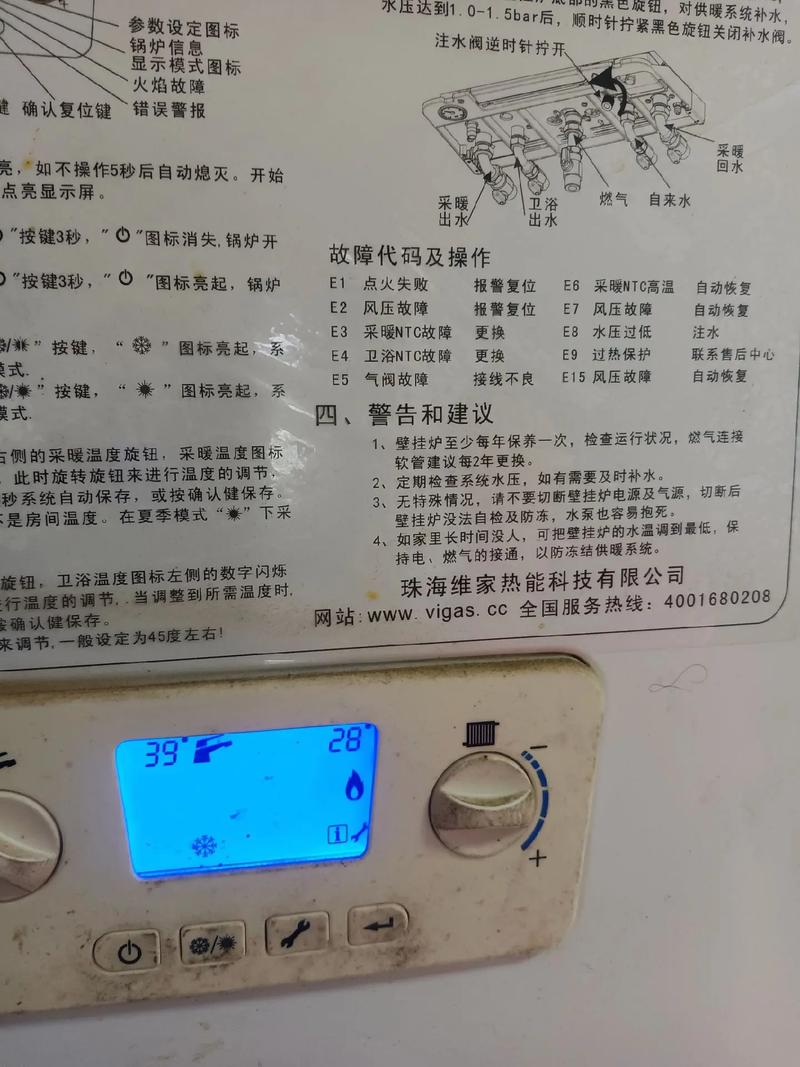 参数设定图标
锅炉信息
显示模式图标
火焰故障
错误警报
键 确认复位键
亮，如不操作5秒后自动熄灭。开始
点亮显示屏。
"按键3秒，" "图标消失，锅炉开
"按键3秒，" "图标亮起，锅炉
" 按键，" " 图标亮起，系
模式.
" 按键，" " 图标亮起，系
模式.
右侧的采暖温度旋钮，采暖温度图标
，此时旋转旋钮来进行温度的调节，
秒系统自动保存，或按确认健保存。
不是房间温度。在夏季模式" "下采
旋钮，卫浴温度图标左侧的数字闪烁
行温度的调节，.当调整到所需温度时，
按确认健保存。
来调节，一般设定为45度左右！
底部的黑色旋钮，对供暖系统补水，
水压达到1.0-1.5bar后，顺时针拧紧黑色旋钮关闭补水阀。
注水阀逆时针拧开
采暖
出水
卫浴
出水
燃气
自来水
采暖
回水
故障代码及操作
E1 点火失败 报警复位 E6 采暖NTC高温 自动恢复
E2 风压故障 报警复位 E7 风压故障 自动恢复
E3 采暖NTC故障 更换 E8 水压过低 注水
E4 卫浴NTC故障 更换 E9 过热保护 联系售后中心
E5 气阀故障 接线不良 E15 风压故障 自动恢复
四、警告和建议
1、壁挂炉至少每年保养一次，检查运行状况，燃气连接
软管建议每2年更换。
2、定期检查系统水压，如有需要及时补水。
3、无特殊情况，请不要切断壁挂炉电源及气源，切断后
壁挂炉没法自检及防冻，水泵也容易抱死。
4、如家里长时间没人，可把壁挂炉的水温调到最低，保
持电、燃气的接通，以防冻结供暖系统。
珠海维家热能科技有限公司
网站：www.vigas.cc 全国服务热线：4001680208
39° 28°
i
− 
+